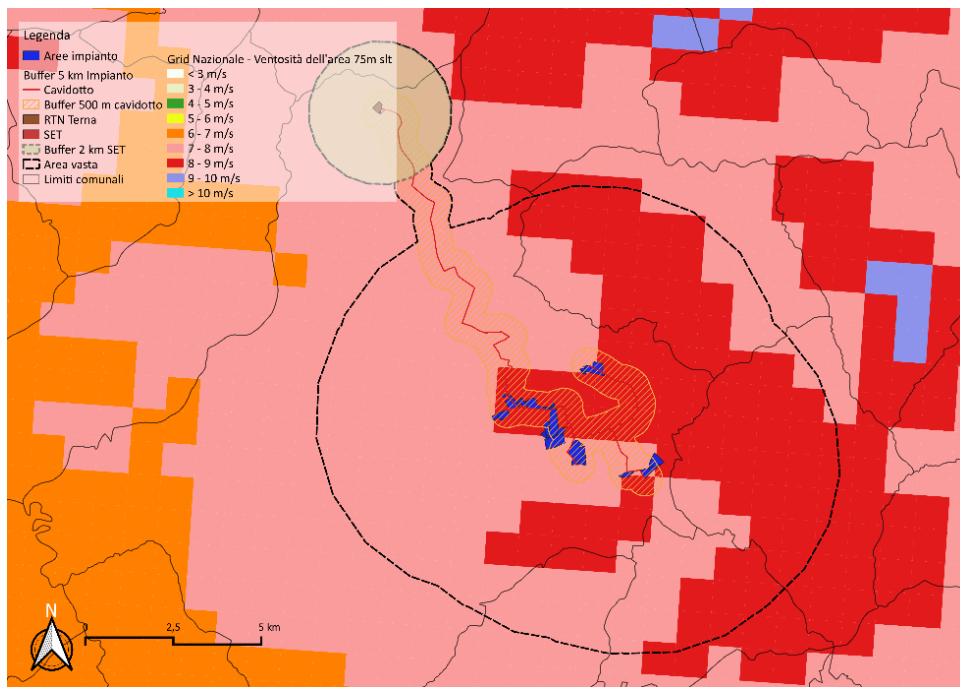 Legenda
Aree impianto
Buffer 5 km Impianto
Cavidotto
Buffer 500 m cavidotto
RTN Terna
SET
Buffer 2 km SET
Area vasta
Limiti comunali
Grid Nazionale - Ventosità dell'area 75m slt
< 3 m/s
3 - 4 m/s
4 - 5 m/s
5 - 6 m/s
6 - 7 m/s
7 - 8 m/s
8 - 9 m/s
9 - 10 m/s
> 10 m/s
N
0 2,5 5 km